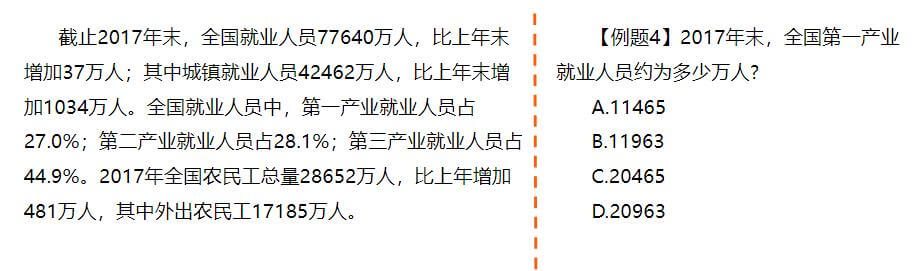 截止2017年末，全国就业人员77640万人，比上年末
增加37万人；其中城镇就业人员42462万人，比上年末增
加1034万人。全国就业人员中，第一产业就业人员占
27.0%；第二产业就业人员占28.1%；第三产业就业人员占
44.9%。2017年全国农民工总量28652万人，比上年增加
481万人，其中外出农民工17185万人。
【例题4】2017年末，全国第一产业
就业人员约为多少万人？
A.11465
B.11963
C.20465
D.20963